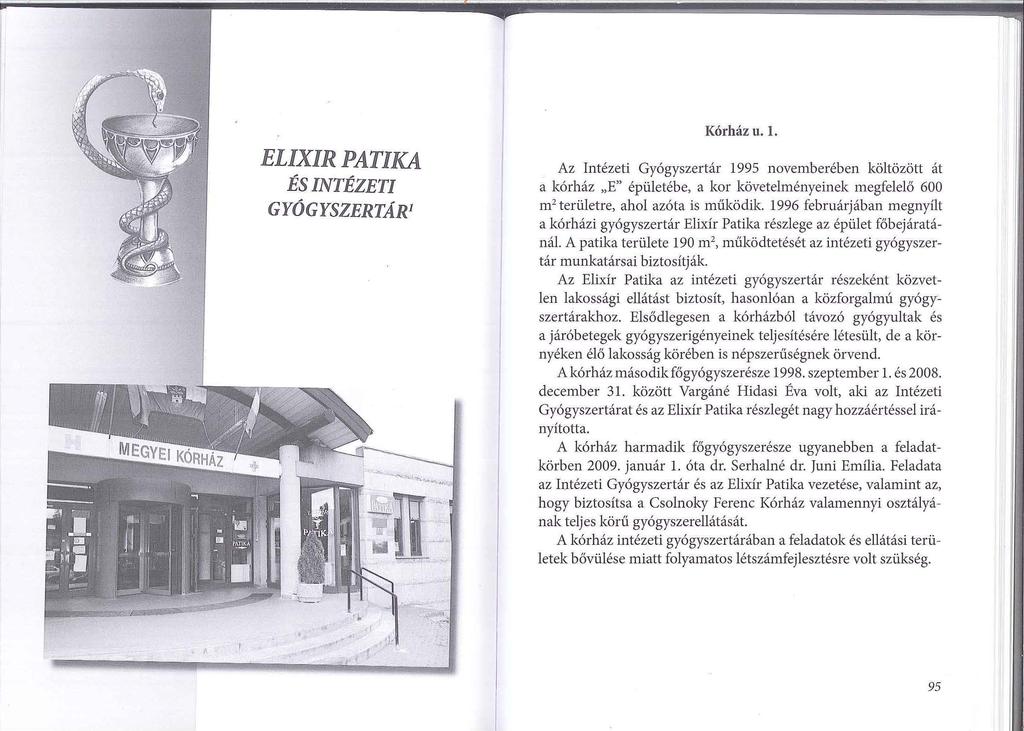 ELIXIR PATIKA
ÉS INTÉZETI
GYÓGYSZERTÁR¹
MEGYEI KÓRHÁZ
PATIKA
PATIK
Kórház u. 1.
Az Intézeti Gyógyszertár 1995 novemberében költözött át
a kórház „E” épületébe, a kor követelményeinek megfelelő 600
m² területre, ahol azóta is működik. 1996 februárjában megnyílt
a kórházi gyógyszertár Elixír Patika részlege az épület főbejáratá-
nál. A patika területe 190 m², működtetését az intézeti gyógyszer-
tár munkatársai biztosítják.
Az Elixír Patika az intézeti gyógyszertár részeként közvet-
len lakossági ellátást biztosít, hasonlóan a közforgalmú gyógy-
szertárakhoz. Elsődlegesen a kórházból távozó gyógyultak és
a járóbetegek gyógyszerigényeinek teljesítésére létesült, de a kör-
nyéken élő lakosság körében is népszerűségnek örvend.
A kórház második főgyógyszerésze 1998. szeptember 1. és 2008.
december 31. között Vargáné Hidasi Éva volt, aki az Intézeti
Gyógyszertárat és az Elixír Patika részlegét nagy hozzáértéssel irá-
nyította.
A kórház harmadik főgyógyszerésze ugyanebben a feladat-
körben 2009. január 1. óta dr. Serhalné dr. Juni Emília. Feladata
az Intézeti Gyógyszertár és az Elixír Patika vezetése, valamint az,
hogy biztosítsa a Csolnoky Ferenc Kórház valamennyi osztályá-
nak teljes körű gyógyszerellátását.
A kórház intézeti gyógyszertárában a feladatok és ellátási terü-
letek bővülése miatt folyamatos létszámfejlesztésre volt szükség.
95